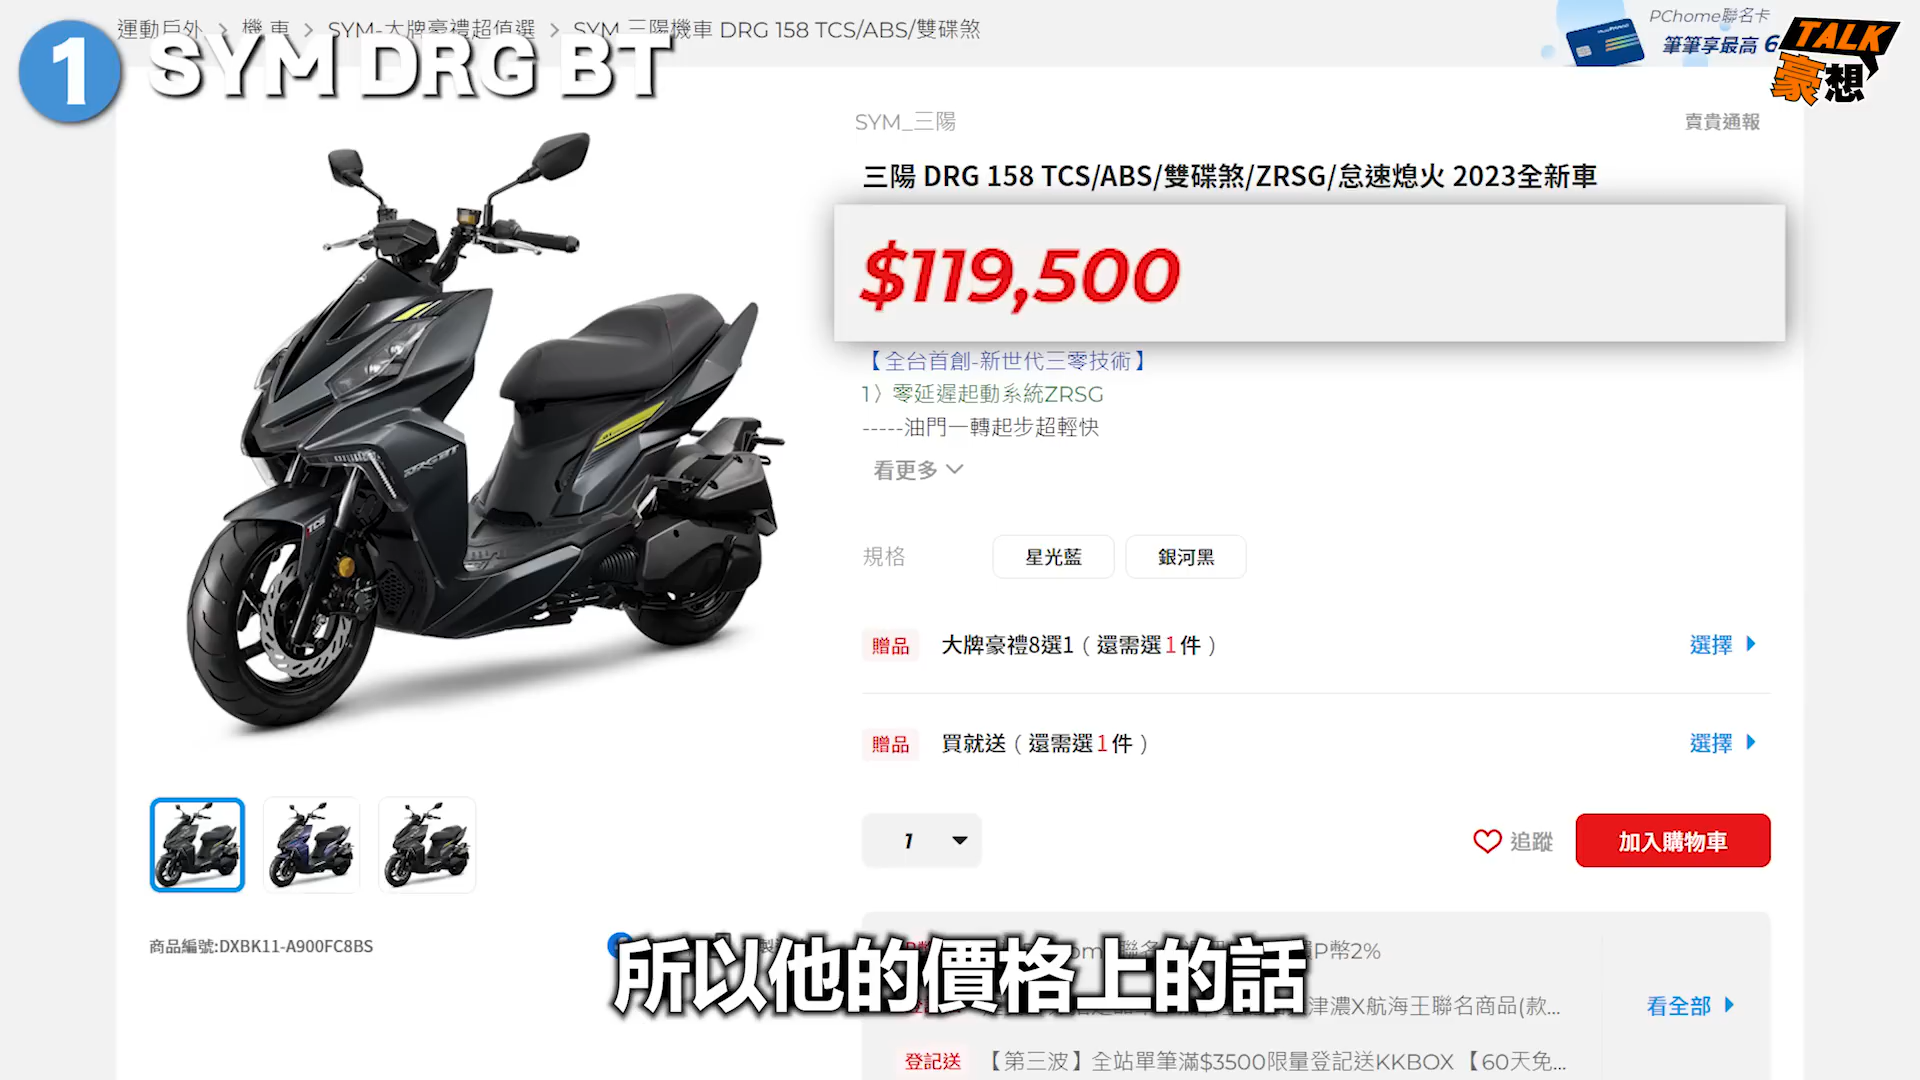 運動戶外 > 機 車 > SYM-大牌豪禮超值選 > SYM 三陽機車 DRG 158 TCS/ABS/雙碟煞
PChome聯名卡
筆筆享最高 6
TALK
豪想
1 SYM DRG BT
SYM_三陽
賣貴通報
三陽 DRG 158 TCS/ABS/雙碟煞/ZRSG/怠速熄火 2023全新車
$119,500
【全台首創-新世代三零技術】
1〉零延遲起動系統ZRSG
-----油門一轉起步超輕快
看更多
規格
星光藍
銀河黑
DRGBT
TCS
贈品 大牌豪禮8選1（還需選1件） 選擇
贈品 買就送（還需選1件） 選擇
1
追蹤
加入購物車
商品編號:DXBK11-A900FC8BS
P幣2%
所以他的價格上的話
津濃X航海王聯名商品(款...
看全部
登記送 【第三波】全站單筆滿$3500限量登記送KKBOX 【60天免...